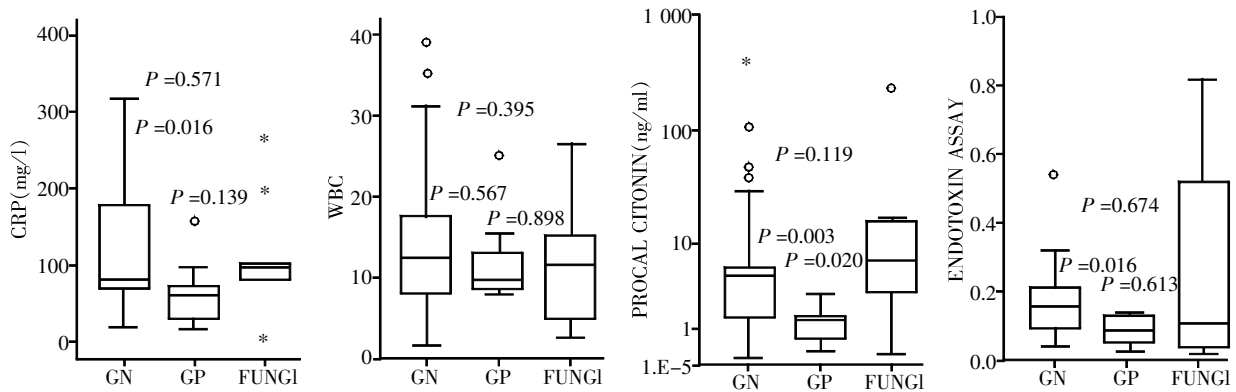 CRP(mg/l)
400
300
200
100
0
P =0.571
P =0.016
P =0.139
*
*
*
GN GP FUNGl
WBC
40
30
20
10
0
P =0.395
P =0.567
P =0.898
GN GP FUNGl
PROCAL CITONIN(ng/ml)
1 000
100
10
1
1.E−5
*
P =0.119
P =0.003
P =0.020
GN GP FUNGl
ENDOTOXIN ASSAY
1.0
0.8
0.6
0.4
0.2
0.0
P =0.674
P =0.016
P =0.613
GN GP FUNGl